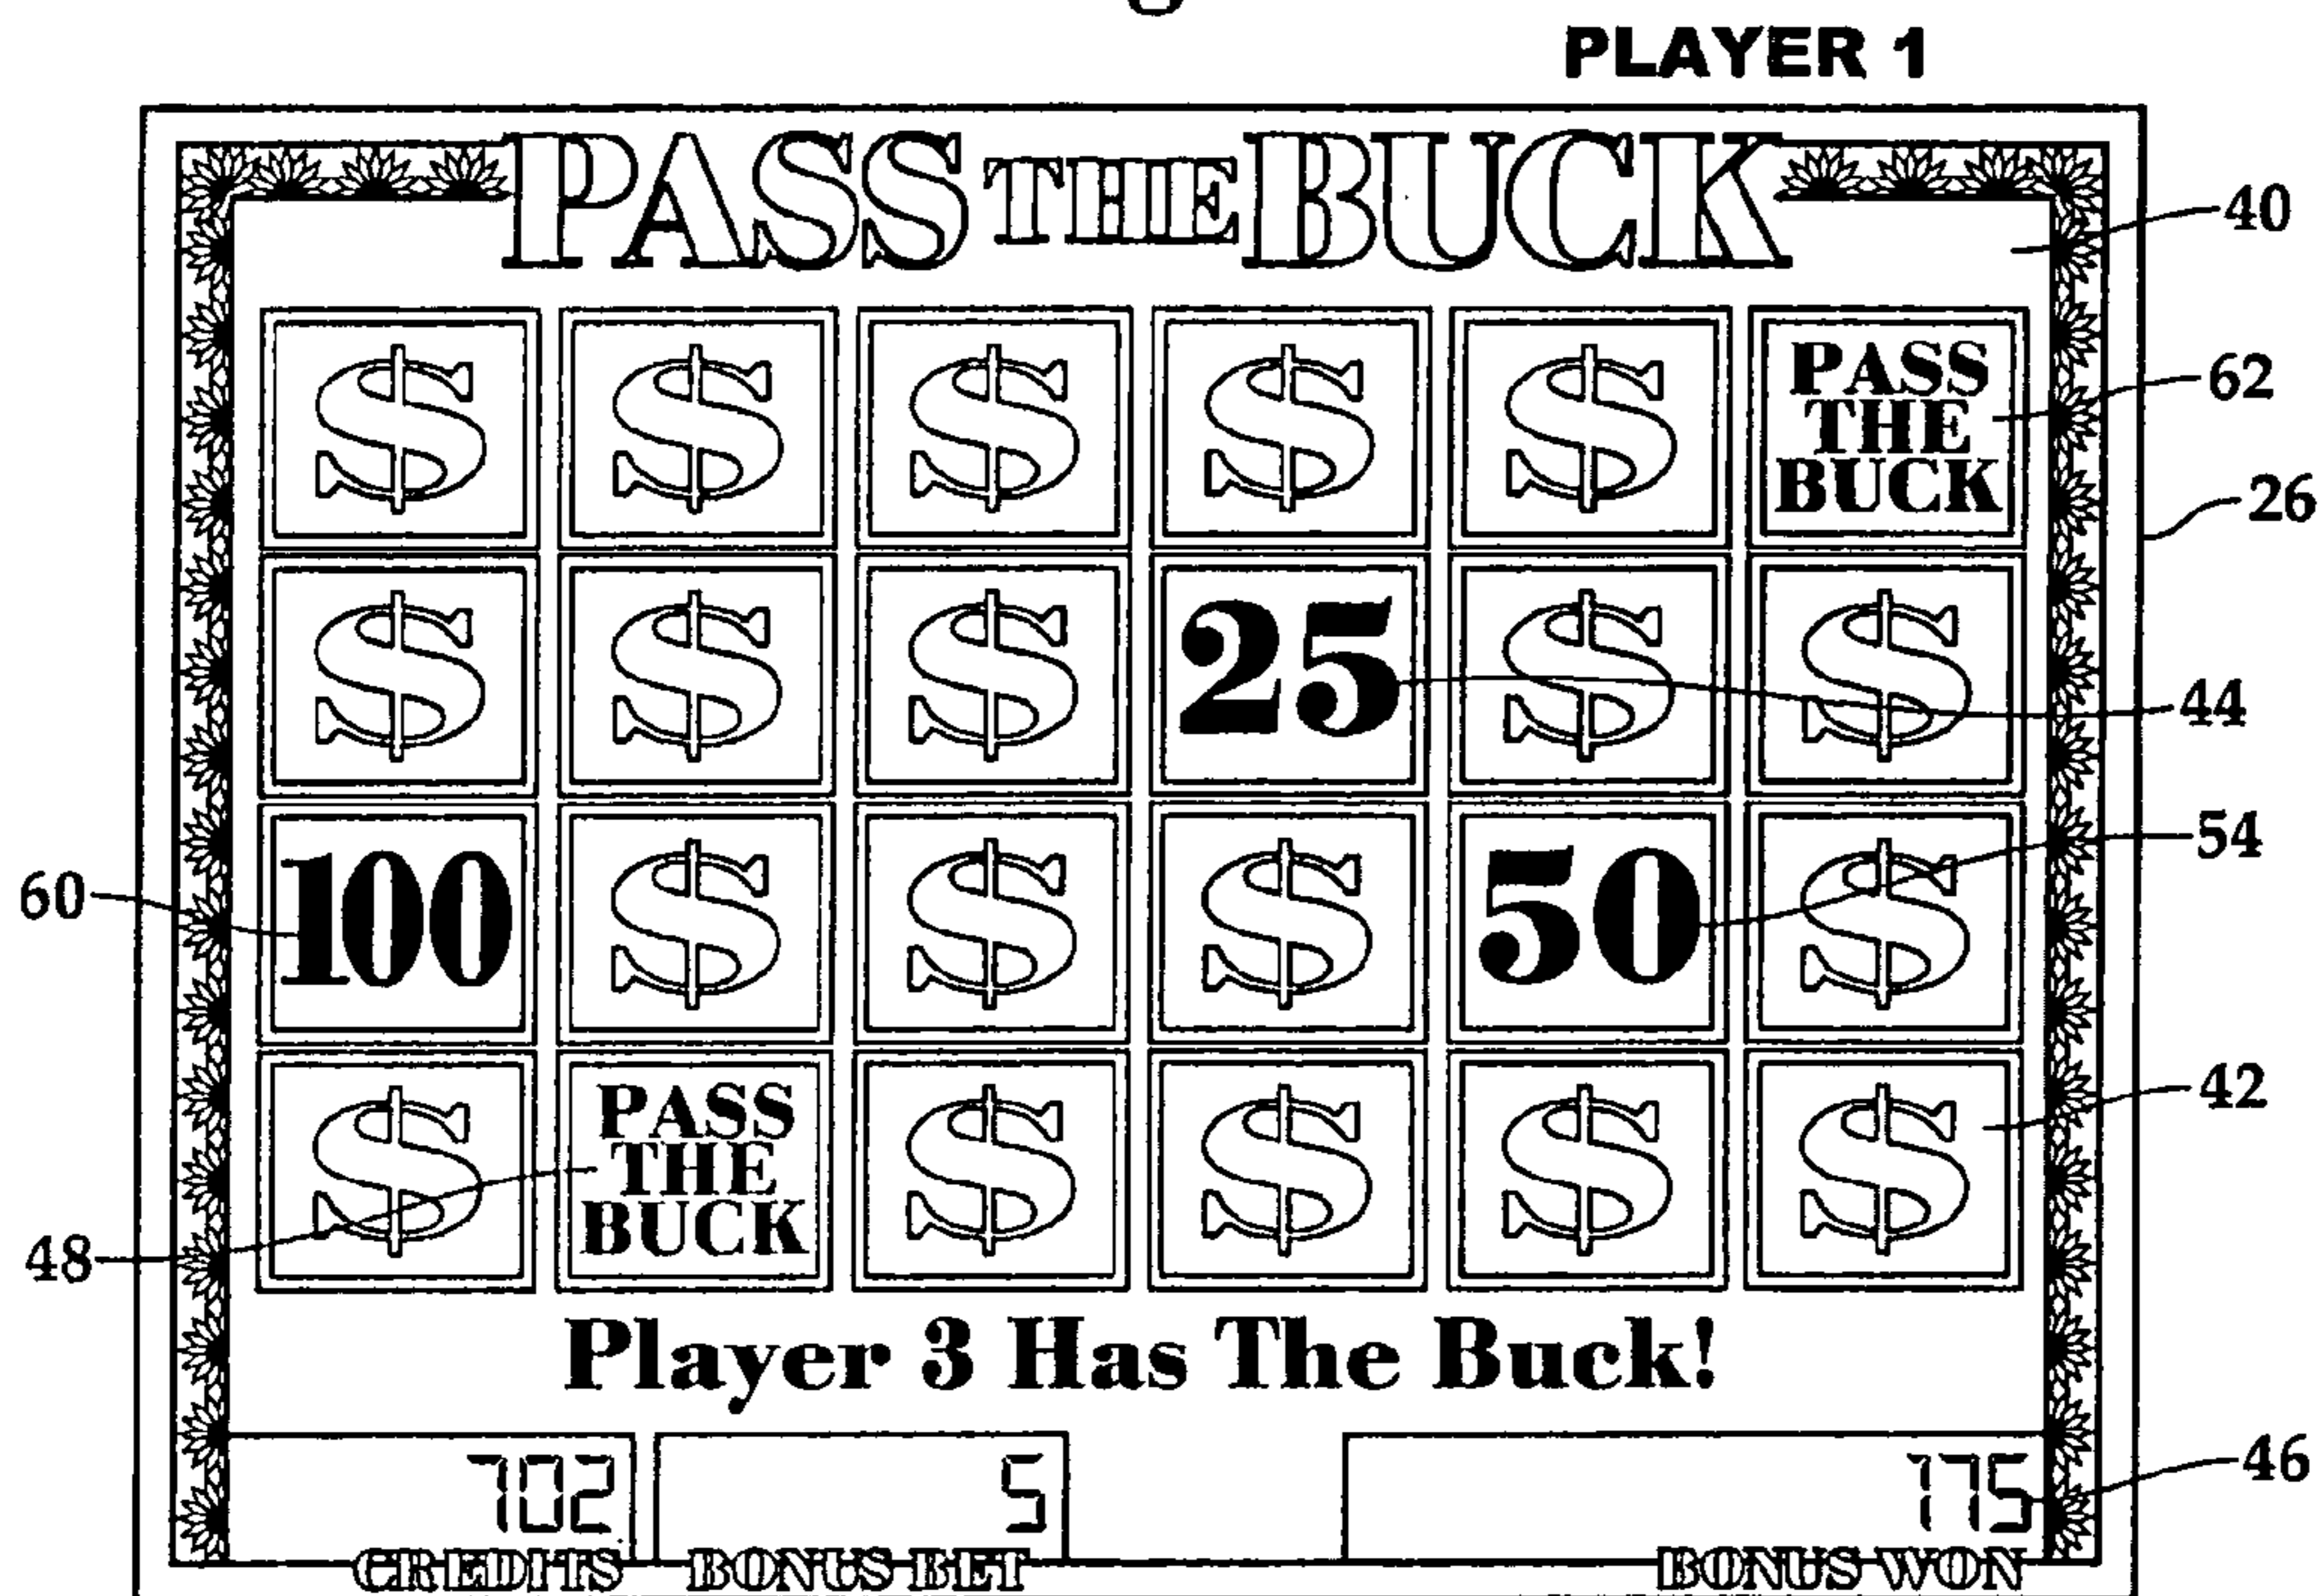 PLAYER 1
PASS THE BUCK
40
$ $ $ $ $ PASS THE BUCK
62
26
$ $ $ 25 $ $
44
54
60
100 $ $ $ 50 $
42
$ PASS THE BUCK $ $ $ $
48
Player 3 Has The Buck!
702 5 175
46
CREDITS BONUS BET BONUS WON